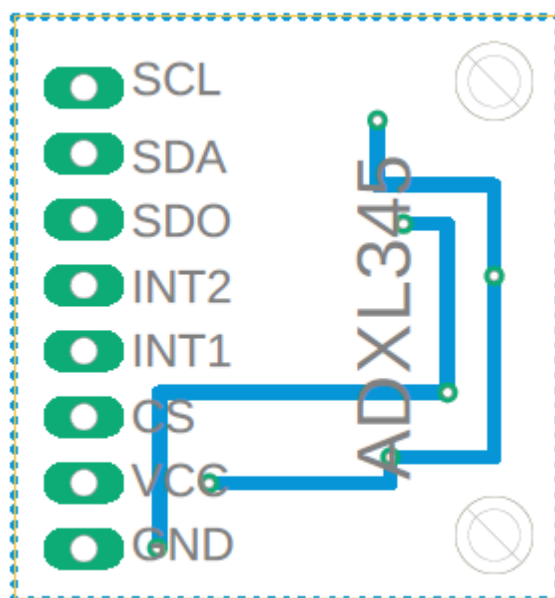 SCL
SDA
SDO
INT2
INT1
CS
VCC
GND
ADXL345